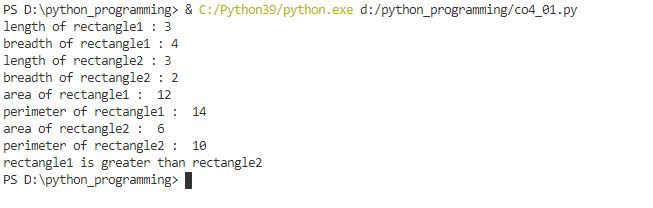 PS D:\python_programming> & C:/Python39/python.exe d:/python_programming/co4_01.py
length of rectangle1 : 3
breadth of rectangle1 : 4
length of rectangle2 : 3
breadth of rectangle2 : 2
area of rectangle1 :  12
perimeter of rectangle1 :  14
area of rectangle2 :  6
perimeter of rectangle2 :  10
rectangle1 is greater than rectangle2
PS D:\python_programming>